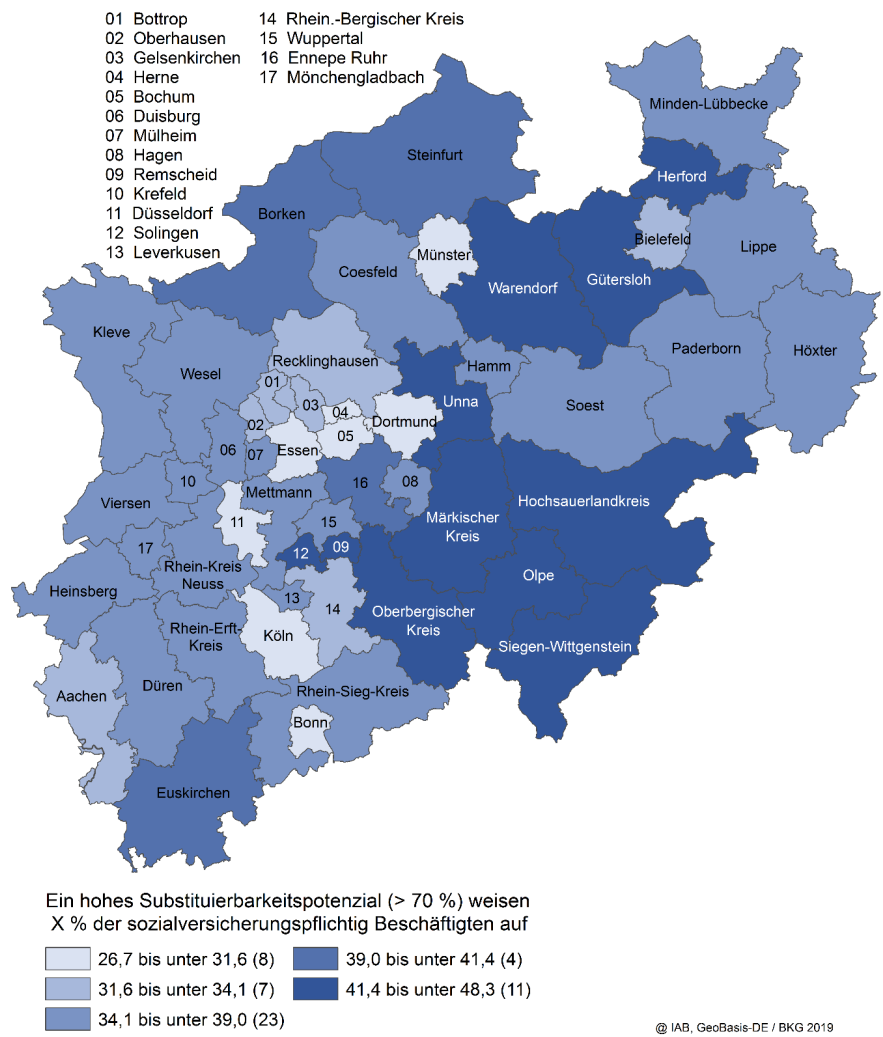 01 Bottrop
02 Oberhausen
03 Gelsenkirchen
04 Herne
05 Bochum
06 Duisburg
07 Mülheim
08 Hagen
09 Remscheid
10 Krefeld
11 Düsseldorf
12 Solingen
13 Leverkusen
14 Rhein.-Bergischer Kreis
15 Wuppertal
16 Ennepe Ruhr
17 Mönchengladbach
Minden-Lübbecke
Steinfurt
Herford
Borken
Bielefeld
Lippe
Münster
Coesfeld
Gütersloh
Warendorf
Kleve
Paderborn
Höxter
Recklinghausen
Hamm
Wesel
01
Unna
Soest
03
04
02
Dortmund
05
Essen
06
07
10
Mettmann
16
08
Hochsauerlandkreis
Viersen
11
15
Märkischer
Kreis
17
12
09
Rhein-Kreis
Neuss
Olpe
Heinsberg
13
14
Oberbergischer
Kreis
Rhein-Erft-
Kreis
Köln
Siegen-Wittgenstein
Aachen
Düren
Rhein-Sieg-Kreis
Bonn
Euskirchen
Ein hohes Substituierbarkeitspotenzial (> 70 %) weisen
X % der sozialversicherungspflichtig Beschäftigten auf
26,7 bis unter 31,6 (8)
31,6 bis unter 34,1 (7)
34,1 bis unter 39,0 (23)
39,0 bis unter 41,4 (4)
41,4 bis unter 48,3 (11)
@ IAB, GeoBasis-DE / BKG 2019